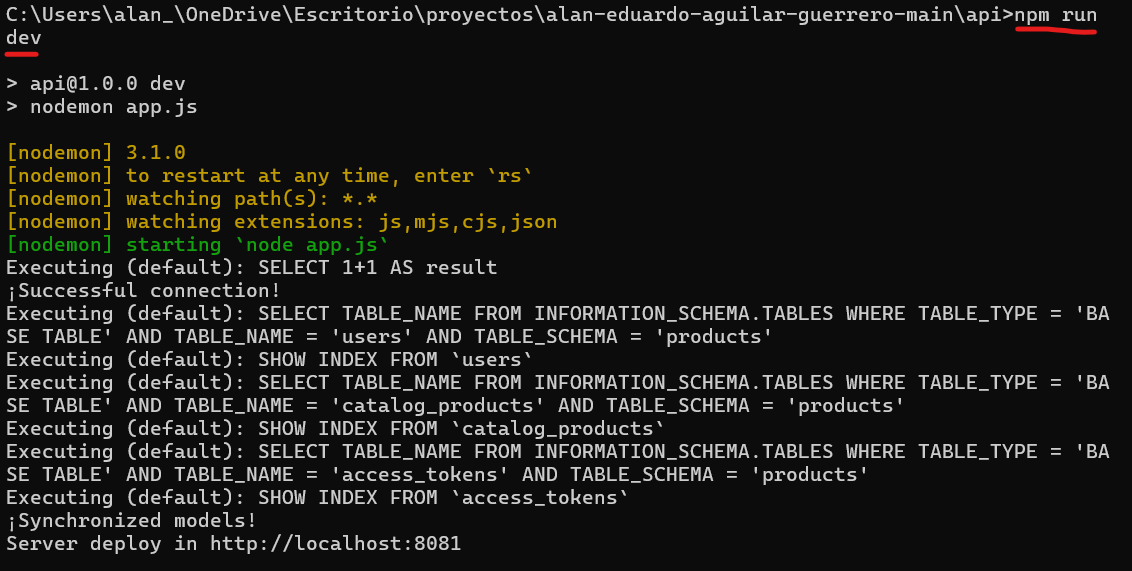 C:\Users\alan_\OneDrive\Escritorio\proyectos\alan-eduardo-aguilar-guerrero-main\api>npm run
dev
> api@1.0.0 dev
> nodemon app.js
[nodemon] 3.1.0
[nodemon] to restart at any time, enter `rs`
[nodemon] watching path(s): *.*
[nodemon] watching extensions: js,mjs,cjs,json
[nodemon] starting `node app.js`
Executing (default): SELECT 1+1 AS result
¡Successful connection!
Executing (default): SELECT TABLE_NAME FROM INFORMATION_SCHEMA.TABLES WHERE TABLE_TYPE = 'BA
SE TABLE' AND TABLE_NAME = 'users' AND TABLE_SCHEMA = 'products'
Executing (default): SHOW INDEX FROM `users`
Executing (default): SELECT TABLE_NAME FROM INFORMATION_SCHEMA.TABLES WHERE TABLE_TYPE = 'BA
SE TABLE' AND TABLE_NAME = 'catalog_products' AND TABLE_SCHEMA = 'products'
Executing (default): SHOW INDEX FROM `catalog_products`
Executing (default): SELECT TABLE_NAME FROM INFORMATION_SCHEMA.TABLES WHERE TABLE_TYPE = 'BA
SE TABLE' AND TABLE_NAME = 'access_tokens' AND TABLE_SCHEMA = 'products'
Executing (default): SHOW INDEX FROM `access_tokens`
¡Synchronized models!
Server deploy in http://localhost:8081